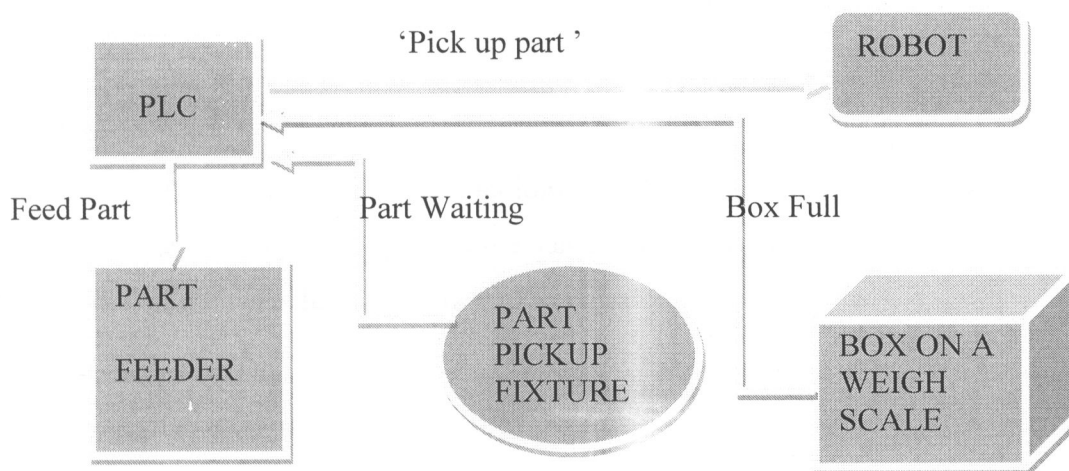 ‘Pick up part ’
ROBOT
PLC
Feed Part
Part Waiting
Box Full
PART
FEEDER
PART
PICKUP
FIXTURE
BOX ON A
WEIGH
SCALE